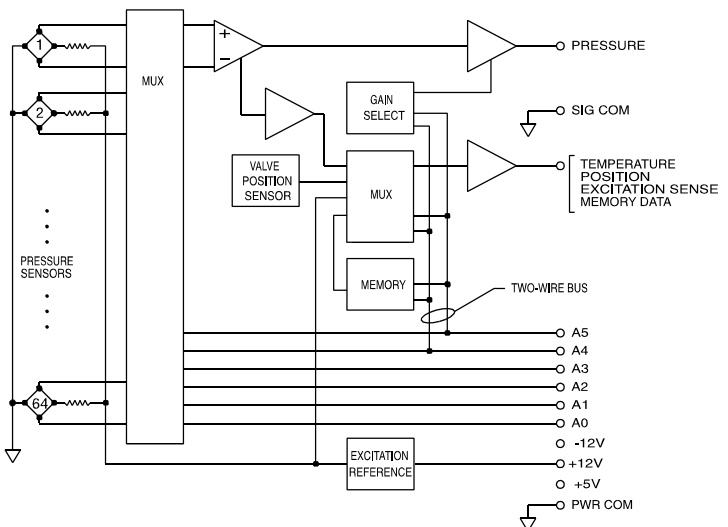 1
MUX
+
−
PRESSURE
2
GAIN
SELECT
SIG COM
VALVE
POSITION
SENSOR
MUX
TEMPERATURE
POSITION
EXCITATION SENSE
MEMORY DATA
PRESSURE
SENSORS
MEMORY
TWO-WIRE BUS
A5
A4
A3
A2
A1
A0
64
-12V
EXCITATION
REFERENCE
+12V
+5V
PWR COM